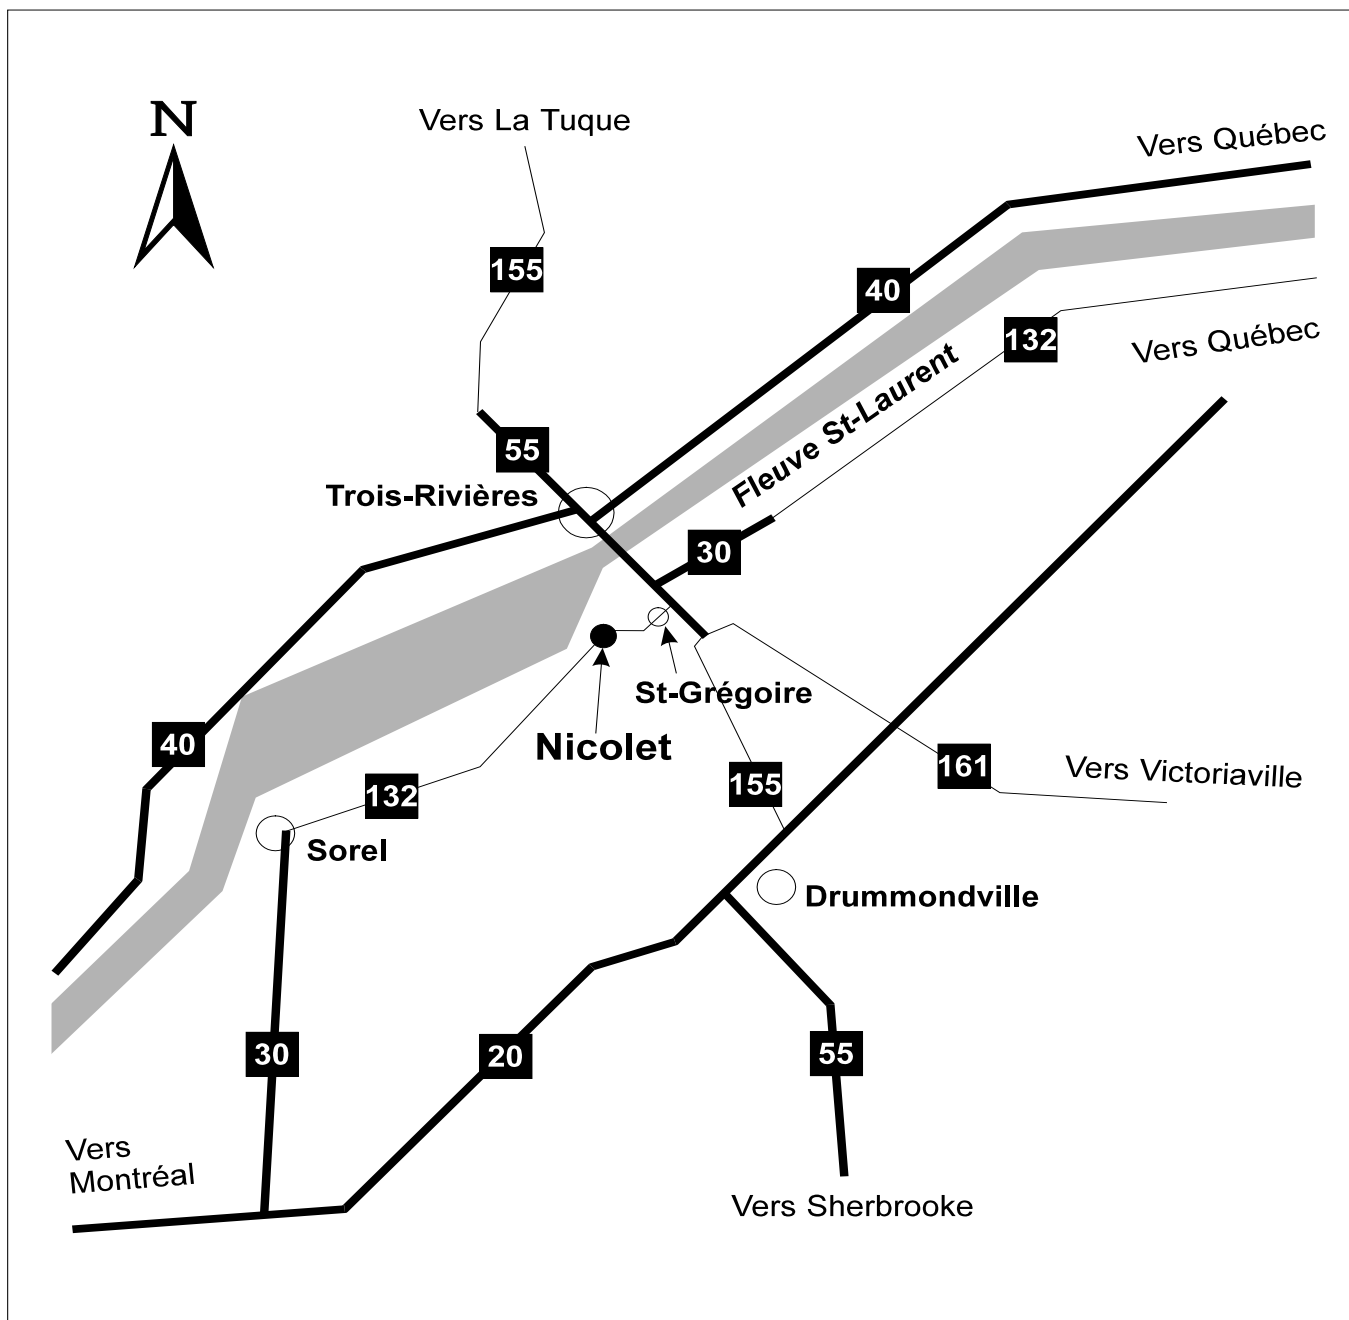 N
Vers La Tuque
Vers Québec
155
40
132
Vers Québec
Fleuve St-Laurent
55
Trois-Rivières
30
St-Grégoire
Nicolet
40
161
Vers Victoriaville
155
132
Sorel
Drummondville
30
20
55
Vers
Montréal
Vers Sherbrooke